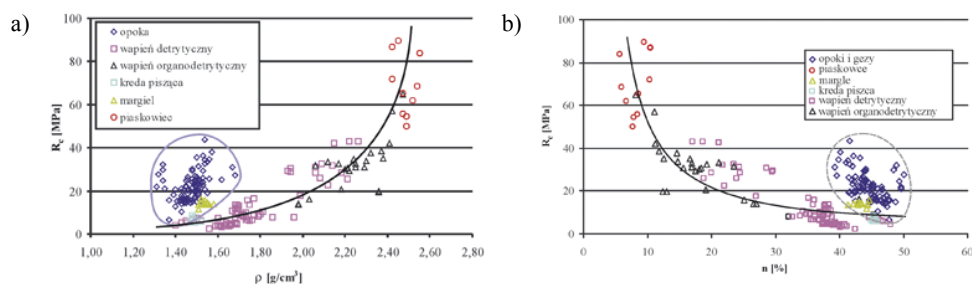 a)
100
80
60
40
20
0
Rc [MPa]
opoka
wapień detrytyczny
wapień organodetrytyczny
kreda pisząca
margiel
piaskowiec
1,00 1,20 1,40 1,60 1,80 2,00 2,20 2,40 2,60
ρ [g/cm³]
b)
100
80
60
40
20
0
Rc [MPa]
opoki i gezy
piaskowce
margle
kreda piszca
wapień detrytyczny
wapień organodetrytyczny
0 10 20 30 40 50 60
n [%]